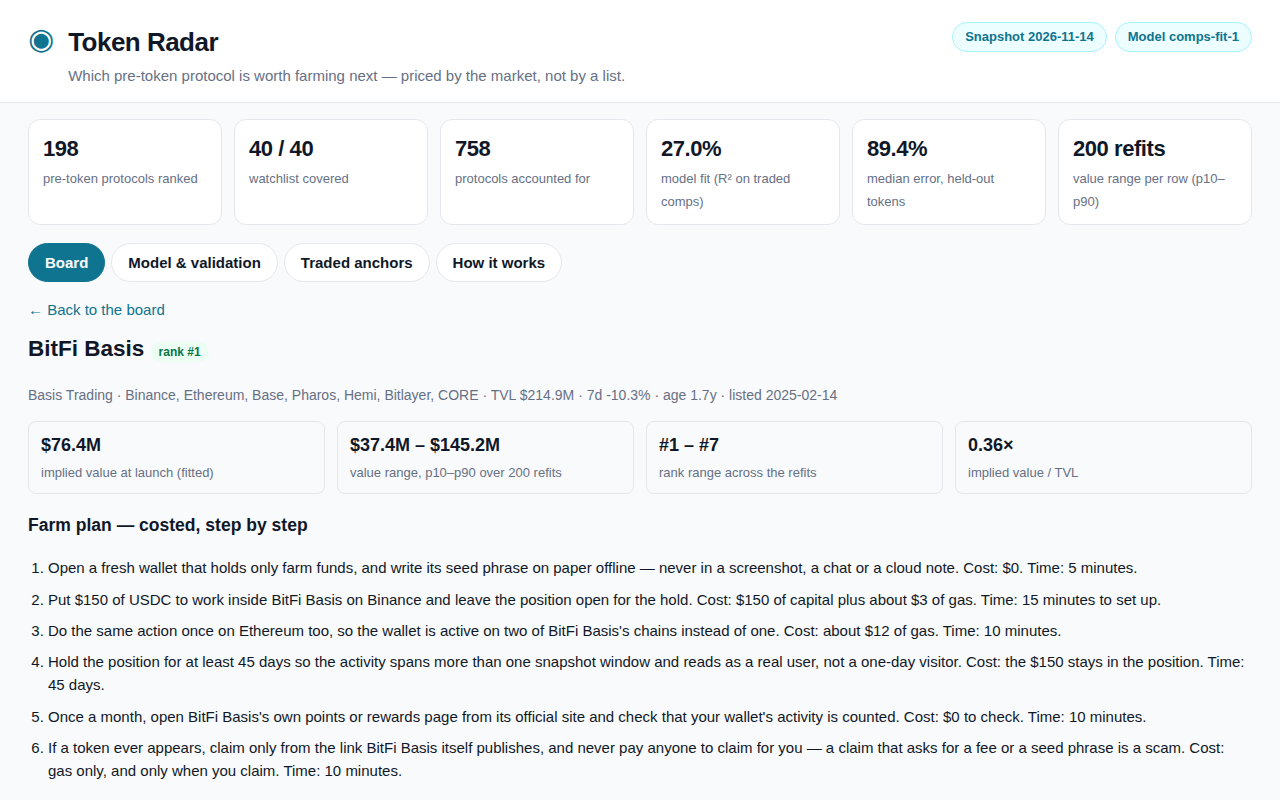 Token Radar
Which pre-token protocol is worth farming next — priced by the market, not by a list.
Snapshot 2026-11-14
Model comps-fit-1
198
pre-token protocols ranked
40 / 40
watchlist covered
758
protocols accounted for
27.0%
model fit (R² on traded
comps)
89.4%
median error, held-out
tokens
200 refits
value range per row (p10–
p90)
Board
Model & validation
Traded anchors
How it works
← Back to the board
BitFi Basis rank #1
Basis Trading · Binance, Ethereum, Base, Pharos, Hemi, Bitlayer, CORE · TVL $214.9M · 7d -10.3% · age 1.7y · listed 2025-02-14
$76.4M
implied value at launch (fitted)
$37.4M – $145.2M
value range, p10–p90 over 200 refits
#1 – #7
rank range across the refits
0.36×
implied value / TVL
Farm plan — costed, step by step
1. Open a fresh wallet that holds only farm funds, and write its seed phrase on paper offline — never in a screenshot, a chat or a cloud note. Cost: $0. Time: 5 minutes.
2. Put $150 of USDC to work inside BitFi Basis on Binance and leave the position open for the hold. Cost: $150 of capital plus about $3 of gas. Time: 15 minutes to set up.
3. Do the same action once on Ethereum too, so the wallet is active on two of BitFi Basis's chains instead of one. Cost: about $12 of gas. Time: 10 minutes.
4. Hold the position for at least 45 days so the activity spans more than one snapshot window and reads as a real user, not a one-day visitor. Cost: the $150 stays in the position. Time:
45 days.
5. Once a month, open BitFi Basis's own points or rewards page from its official site and check that your wallet's activity is counted. Cost: $0 to check. Time: 10 minutes.
6. If a token ever appears, claim only from the link BitFi Basis itself publishes, and never pay anyone to claim for you — a claim that asks for a fee or a seed phrase is a scam. Cost:
gas only, and only when you claim. Time: 10 minutes.